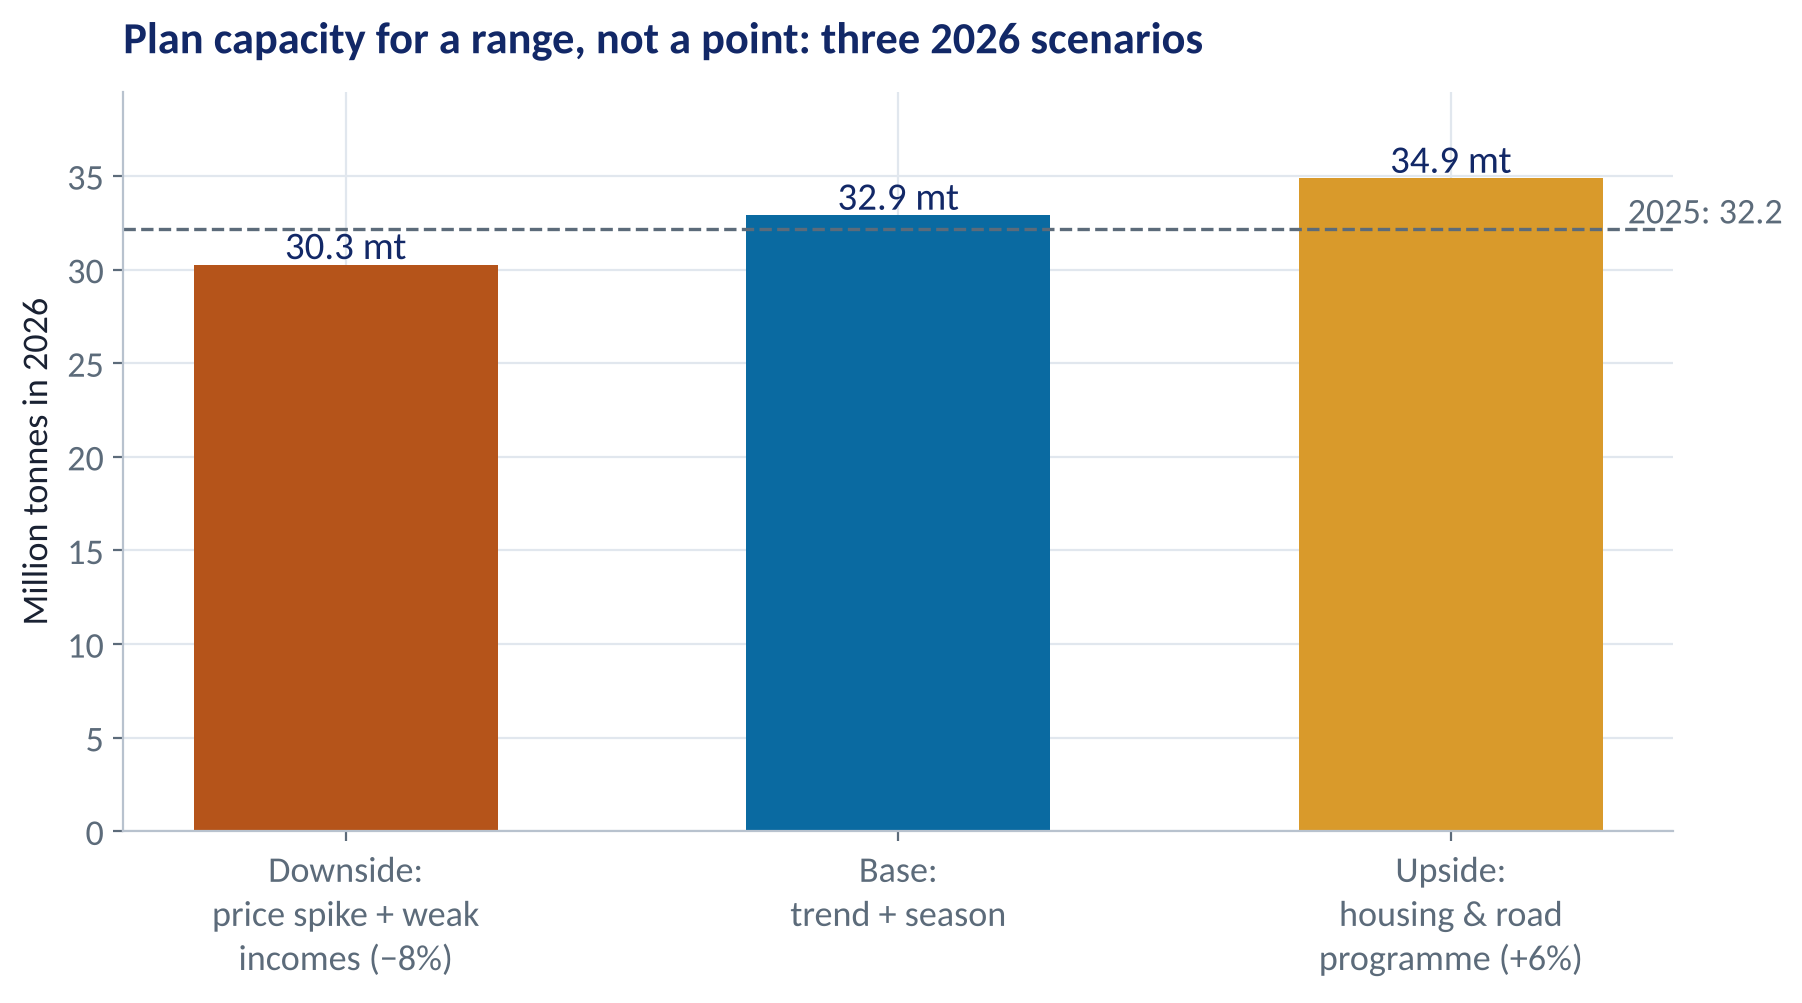 Plan capacity for a range, not a point: three 2026 scenarios
34.9 mt
35
32.9 mt
2025: 32.2
30.3 mt
30
25
20
15
10
5
0
Million tonnes in 2026
Downside:
price spike + weak
incomes (−8%)
Base:
trend + season
Upside:
housing & road
programme (+6%)